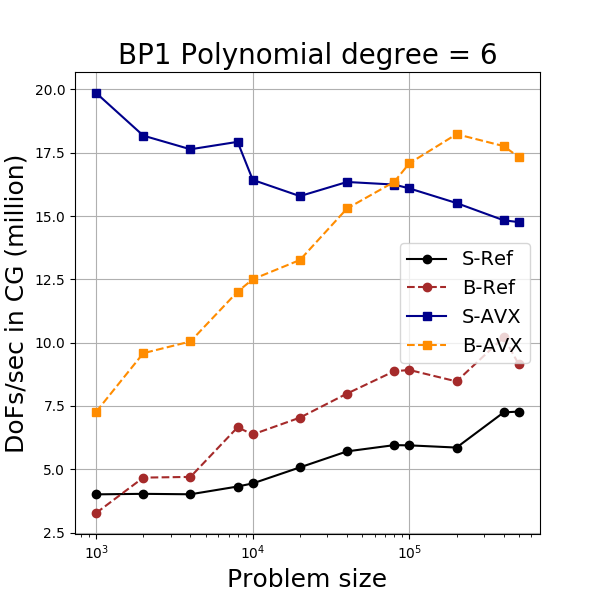 BP1 Polynomial degree = 6
DoFs/sec in CG (million)
20.0
17.5
15.0
12.5
10.0
7.5
5.0
2.5
S-Ref
B-Ref
S-AVX
B-AVX
10³
10⁴
10⁵
Problem size